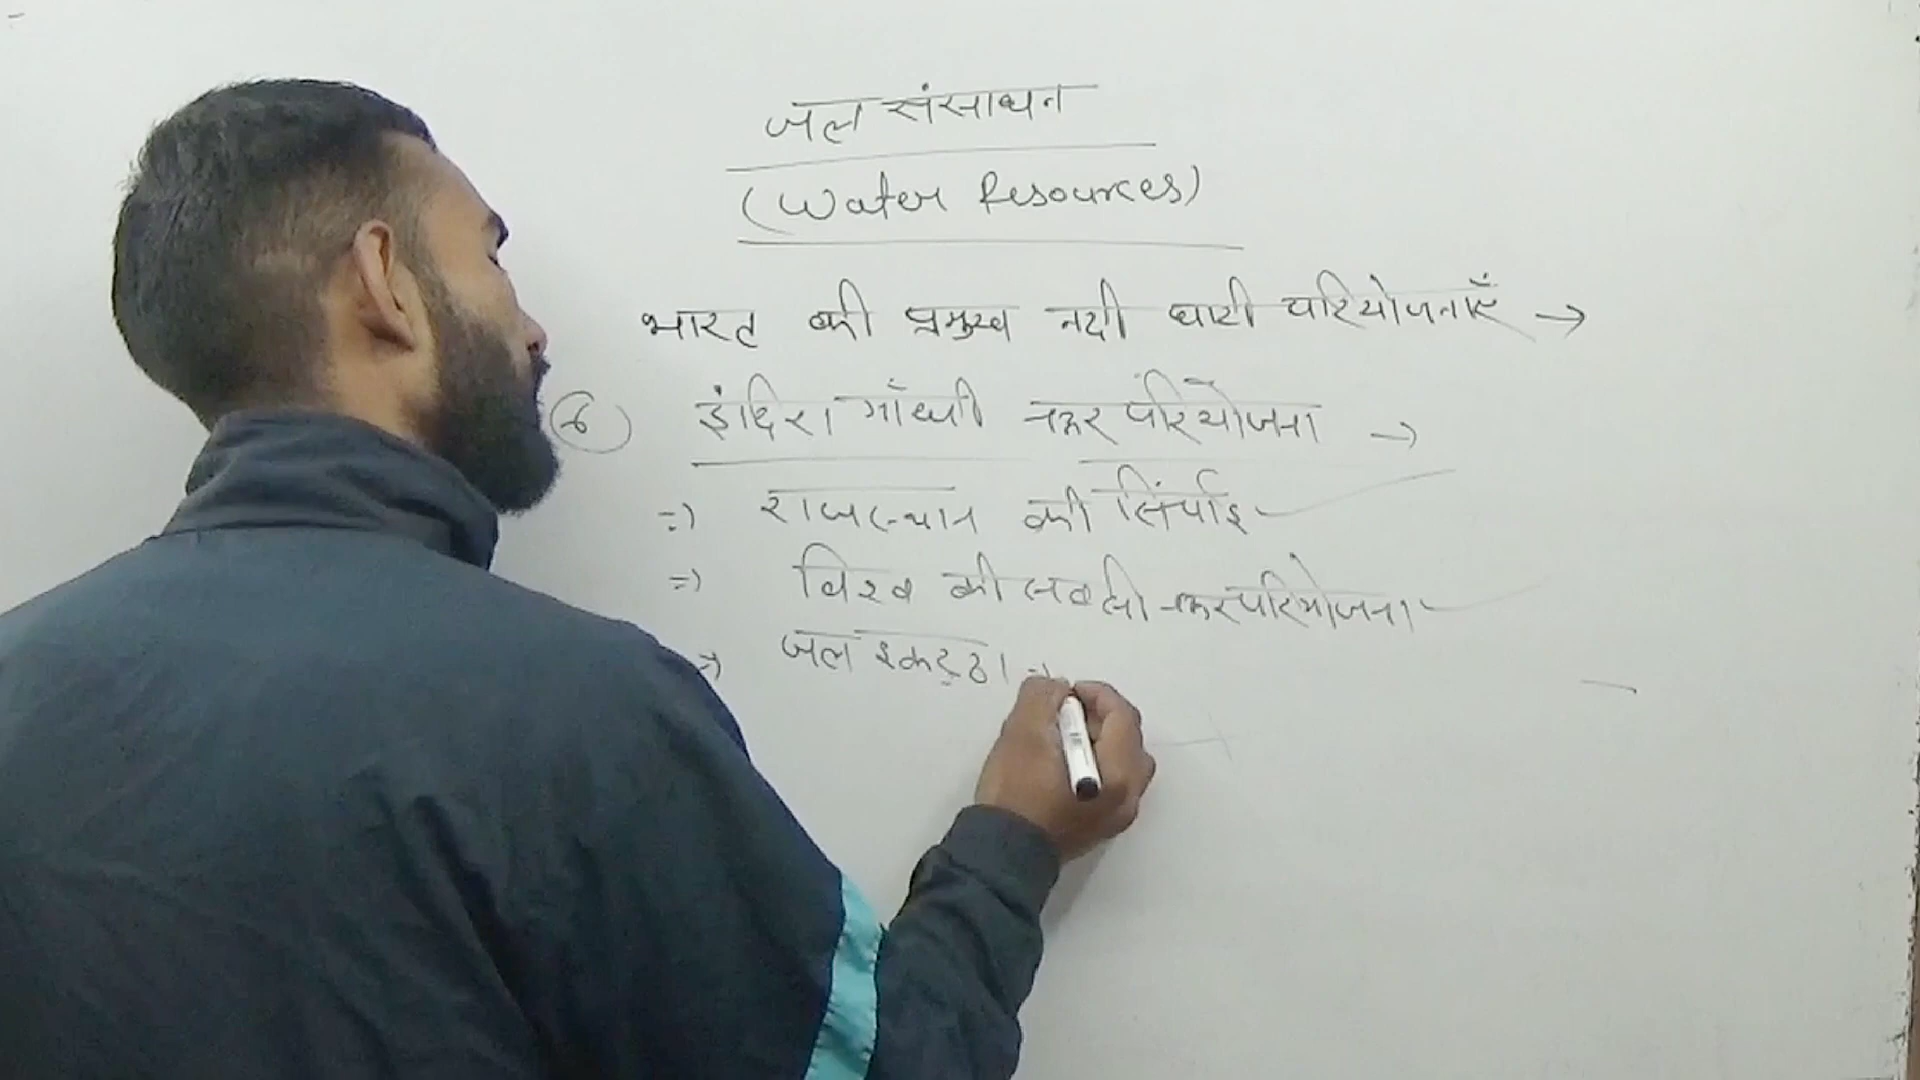 जल संसाधन
(Water Resources)
भारत की प्रमुख नदी घाटी परियोजनाएँ →
⑥ इंदिरा गाँधी नहर परियोजना →
⇒ राजस्थान की सिंचाई
⇒ विश्व की सबसे नहर परियोजना
⇒ जल इकट्ठा ⇒